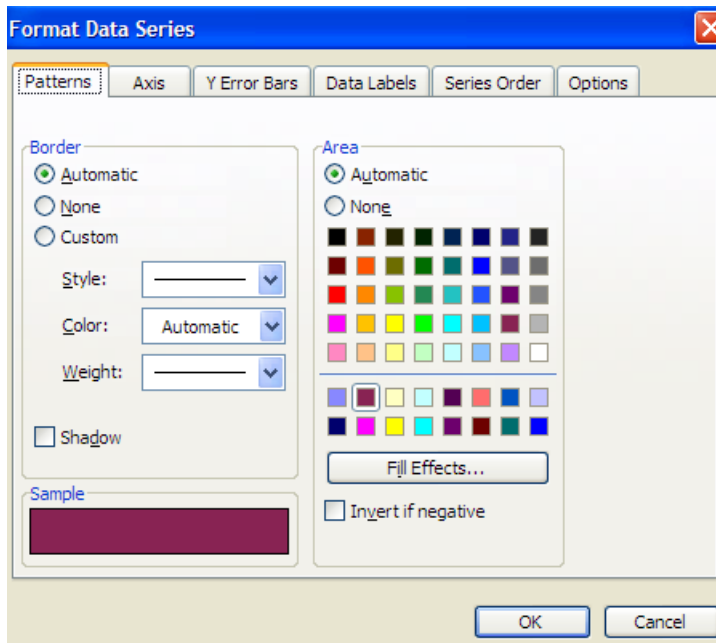 Format Data Series
Patterns Axis Y Error Bars Data Labels Series Order Options
Border
Automatic
None
Custom
Style:
Color: Automatic
Weight:
Shadow
Sample
Area
Automatic
None
Fill Effects...
Invert if negative
OK Cancel